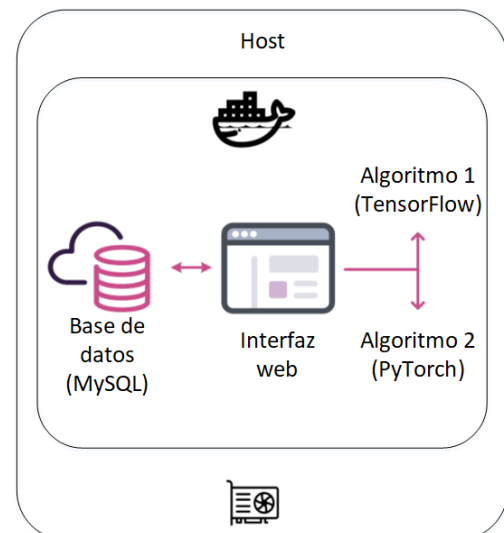 Host
Algoritmo 1
(TensorFlow)
Base de
datos
(MySQL)
Interfaz
web
Algoritmo 2
(PyTorch)